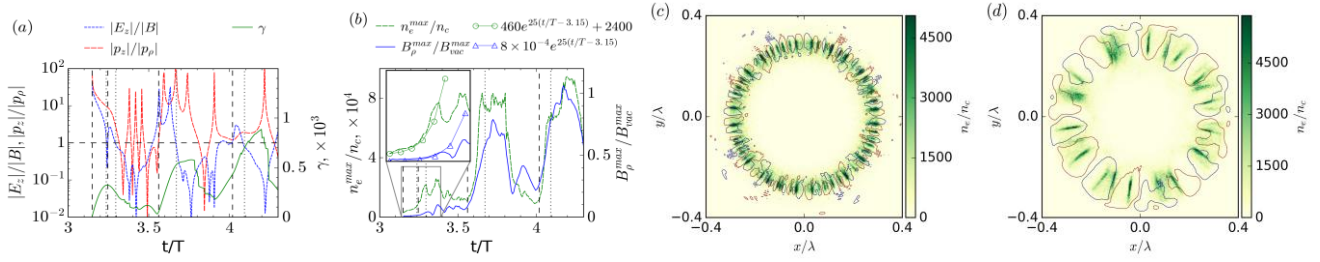 (a)
|E_z|/|B|
γ
|p_z|/|p_ρ|
10^2
10^1
1
10^{-1}
10^{-2}
|E_z|/|B|, |p_z|/|p_ρ|
1
0.5
0
γ, × 10^3
3
3.5
4
t/T
(b)
n_e^{max}/n_c
460e^{25(t/T−3.15)} + 2400
B_ρ^{max}/B_{vac}^{max}
8 × 10^{-4}e^{25(t/T−3.15)}
8
4
0
n_e^{max}/n_c, × 10^4
1
0.5
0
B_ρ^{max}/B_{vac}^{max}
3
3.5
4
t/T
(c)
0.4
0.0
−0.4
y/λ
−0.4
0.0
0.4
x/λ
4500
3000
1500
0
n_e/n_c
(d)
0.4
0.0
−0.4
y/λ
−0.4
0.0
0.4
x/λ
4500
3000
1500
0
n_e/n_c